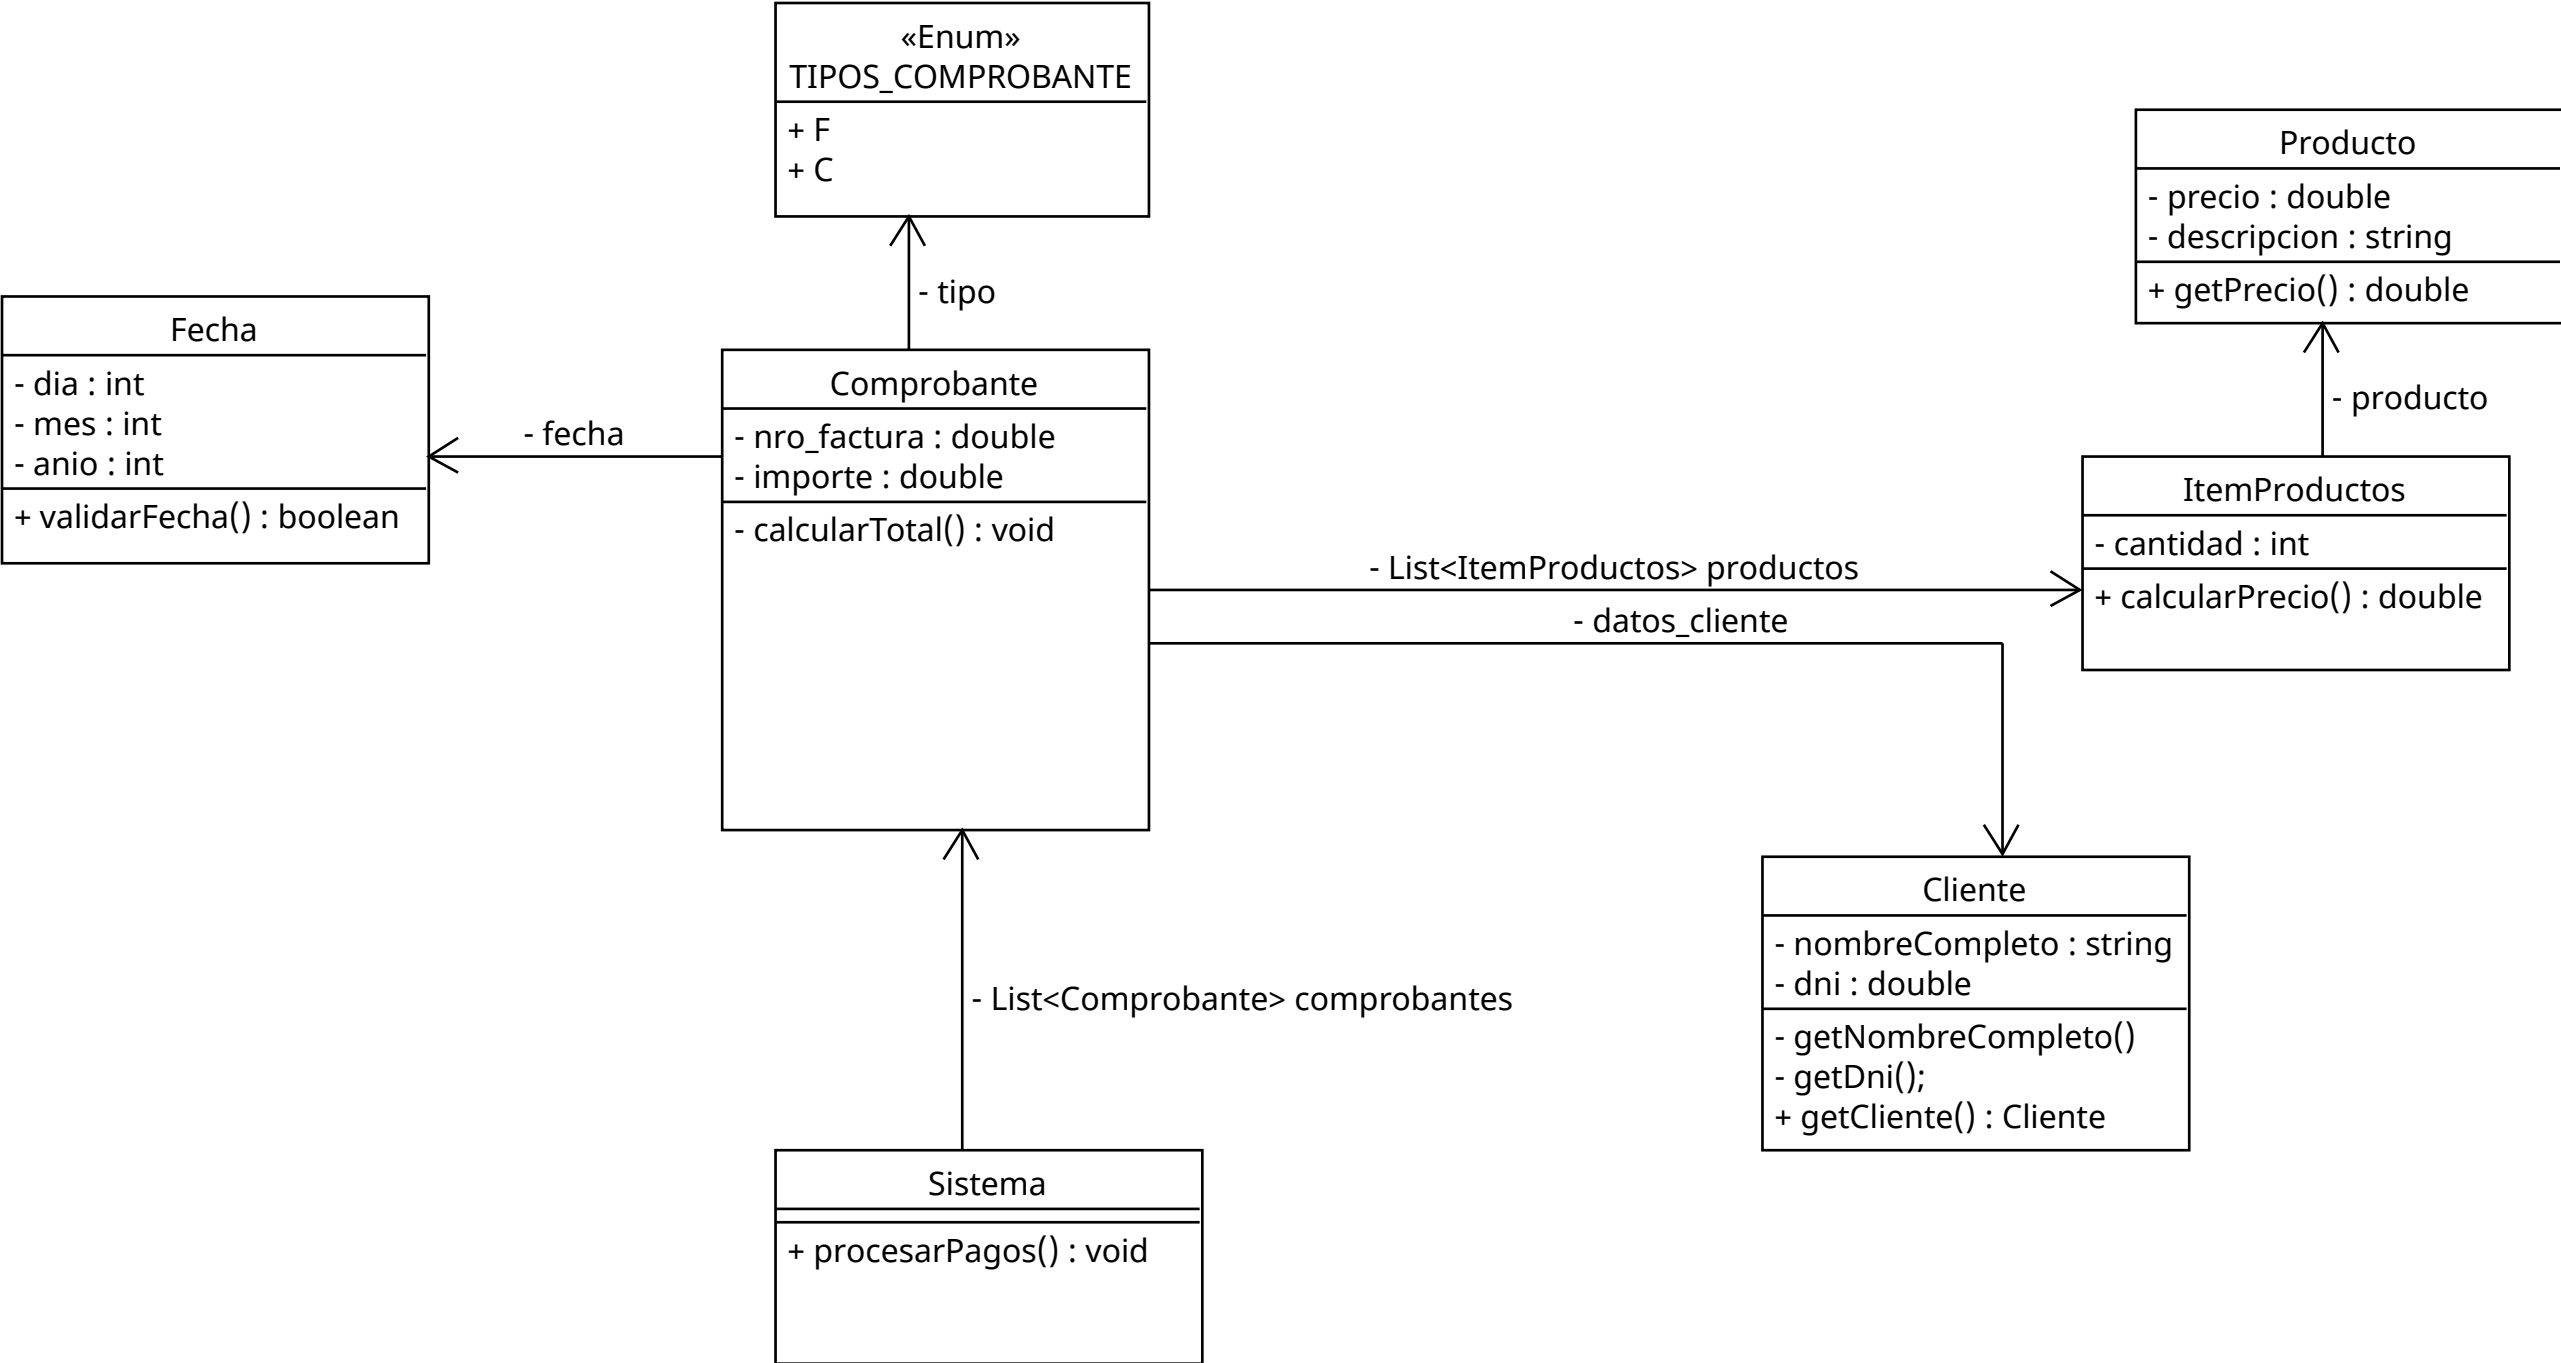 «Enum»
TIPOS_COMPROBANTE
+ F
+ C
- tipo
Fecha
- dia : int
- mes : int
- anio : int
+ validarFecha() : boolean
- fecha
Comprobante
- nro_factura : double
- importe : double
- calcularTotal() : void
Producto
- precio : double
- descripcion : string
+ getPrecio() : double
- producto
ItemProductos
- cantidad : int
+ calcularPrecio() : double
- List<ItemProductos> productos
- datos_cliente
Cliente
- nombreCompleto : string
- dni : double
- getNombreCompleto()
- getDni();
+ getCliente() : Cliente
- List<Comprobante> comprobantes
Sistema
+ procesarPagos() : void